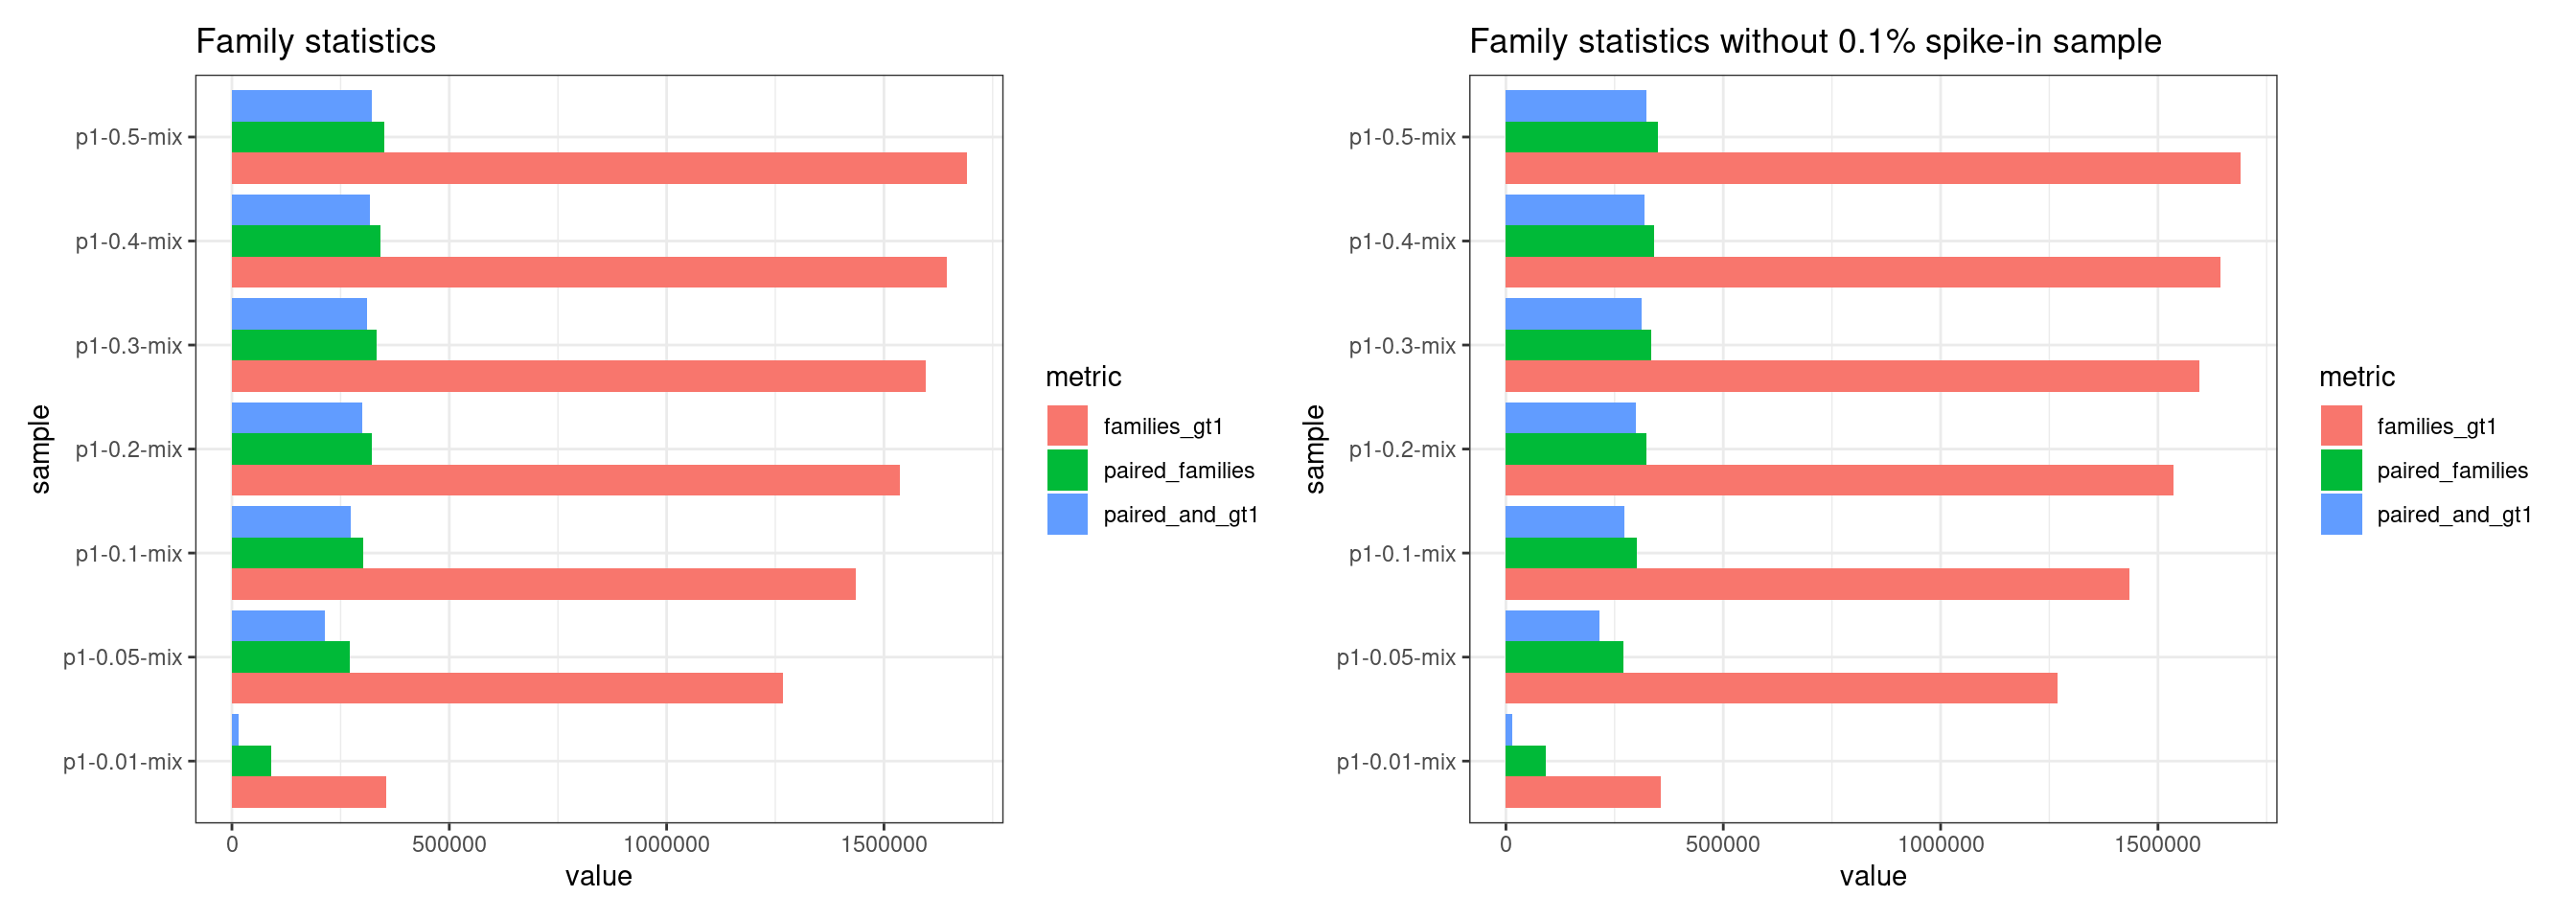 Family statistics
sample
p1-0.5-mix
p1-0.4-mix
p1-0.3-mix
p1-0.2-mix
p1-0.1-mix
p1-0.05-mix
p1-0.01-mix
0 500000 1000000 1500000
value
metric
families_gt1
paired_families
paired_and_gt1
Family statistics without 0.1% spike-in sample
sample
p1-0.5-mix
p1-0.4-mix
p1-0.3-mix
p1-0.2-mix
p1-0.1-mix
p1-0.05-mix
p1-0.01-mix
0 500000 1000000 1500000
value
metric
families_gt1
paired_families
paired_and_gt1